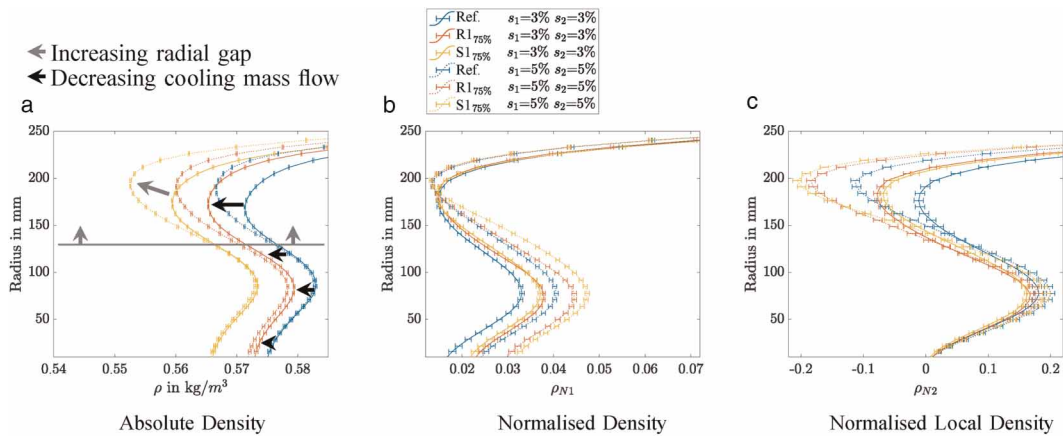 Increasing radial gap
Decreasing cooling mass flow
Ref. s₁=3% s₂=3%
R1₇₅% s₁=3% s₂=3%
S1₇₅% s₁=3% s₂=3%
Ref. s₁=5% s₂=5%
R1₇₅% s₁=5% s₂=5%
S1₇₅% s₁=5% s₂=5%
a
250
200
150
100
50
Radius in mm
0.54 0.55 0.56 0.57 0.58
ρ in kg/m³
Absolute Density
b
250
200
150
100
50
Radius in mm
0.02 0.03 0.04 0.05 0.06 0.07
ρN1
Normalised Density
c
250
200
150
100
50
Radius in mm
-0.2 -0.1 0 0.1 0.2
ρN2
Normalised Local Density